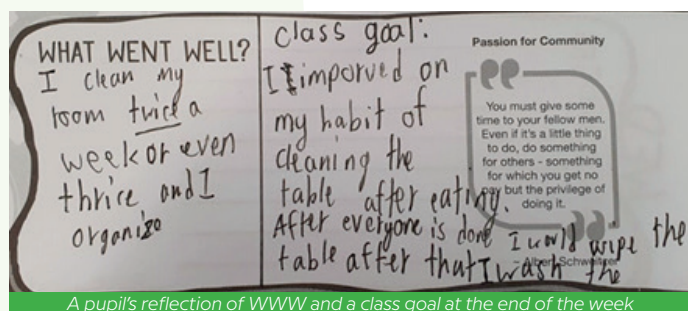 WHAT WENT WELL?
I clean my
room twice a
week or even
thrice and I
organize
class goal:
I imporved on
my habit of
cleaning the
table after eating.
After everyone is done I would wipe the
table after that I wash the
Passion for Community
You must give some
time to your fellow men.
Even if it's a little thing
to do, do something
for others - something
for which you get no
pay but the privilege of
doing it.
- Albert Schweitzer
A pupil's reflection of WWW and a class goal at the end of the week